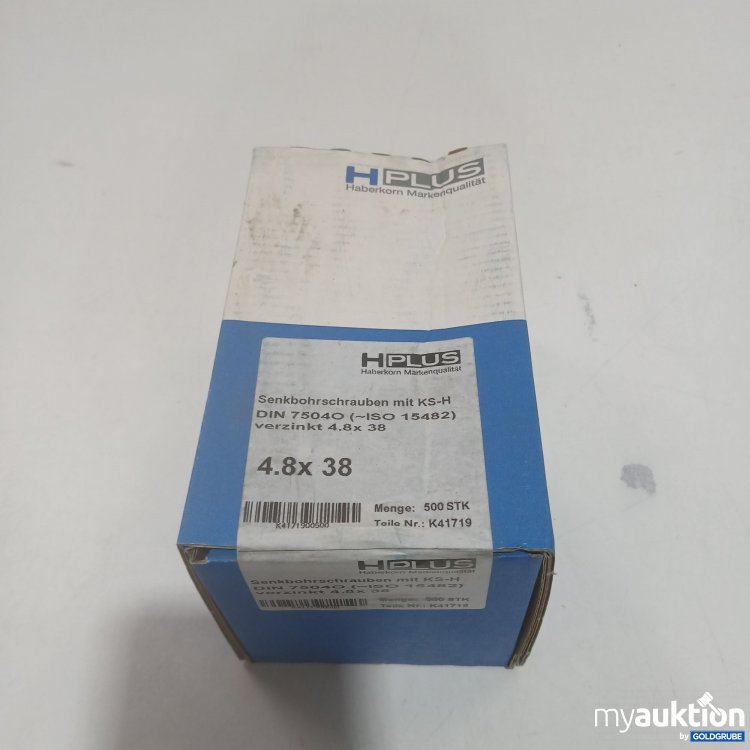 HPLUS
Haberkorn Markenqualität
HPLUS
Haberkorn Markenqualität
Senkbohrschrauben mit KS-H
DIN 7504O (~ISO 15482)
verzinkt 4.8x 38
4.8x 38
Menge: 500 STK
K4171900500
Teile Nr.: K41719
HPLUS
Haberkorn Markenqualität
Senkbohrschrauben mit KS-H
DIN 7504O (~ISO 15482)
verzinkt 4.8x 38
Menge: 500 STK
Teile Nr.: K41719
myauktion
by GOLDGRUBE